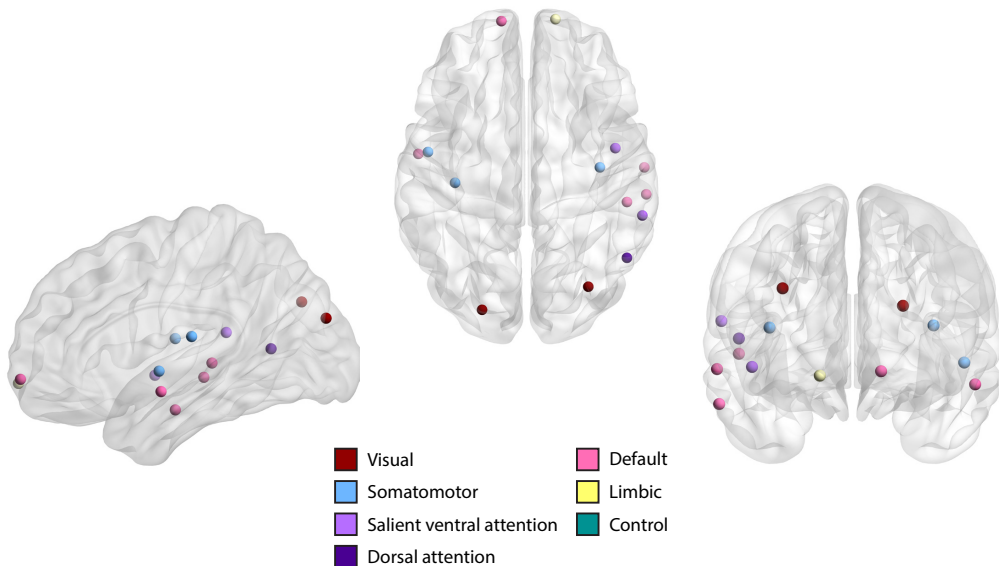 Visual
Somatomotor
Salient ventral attention
Dorsal attention
Default
Limbic
Control